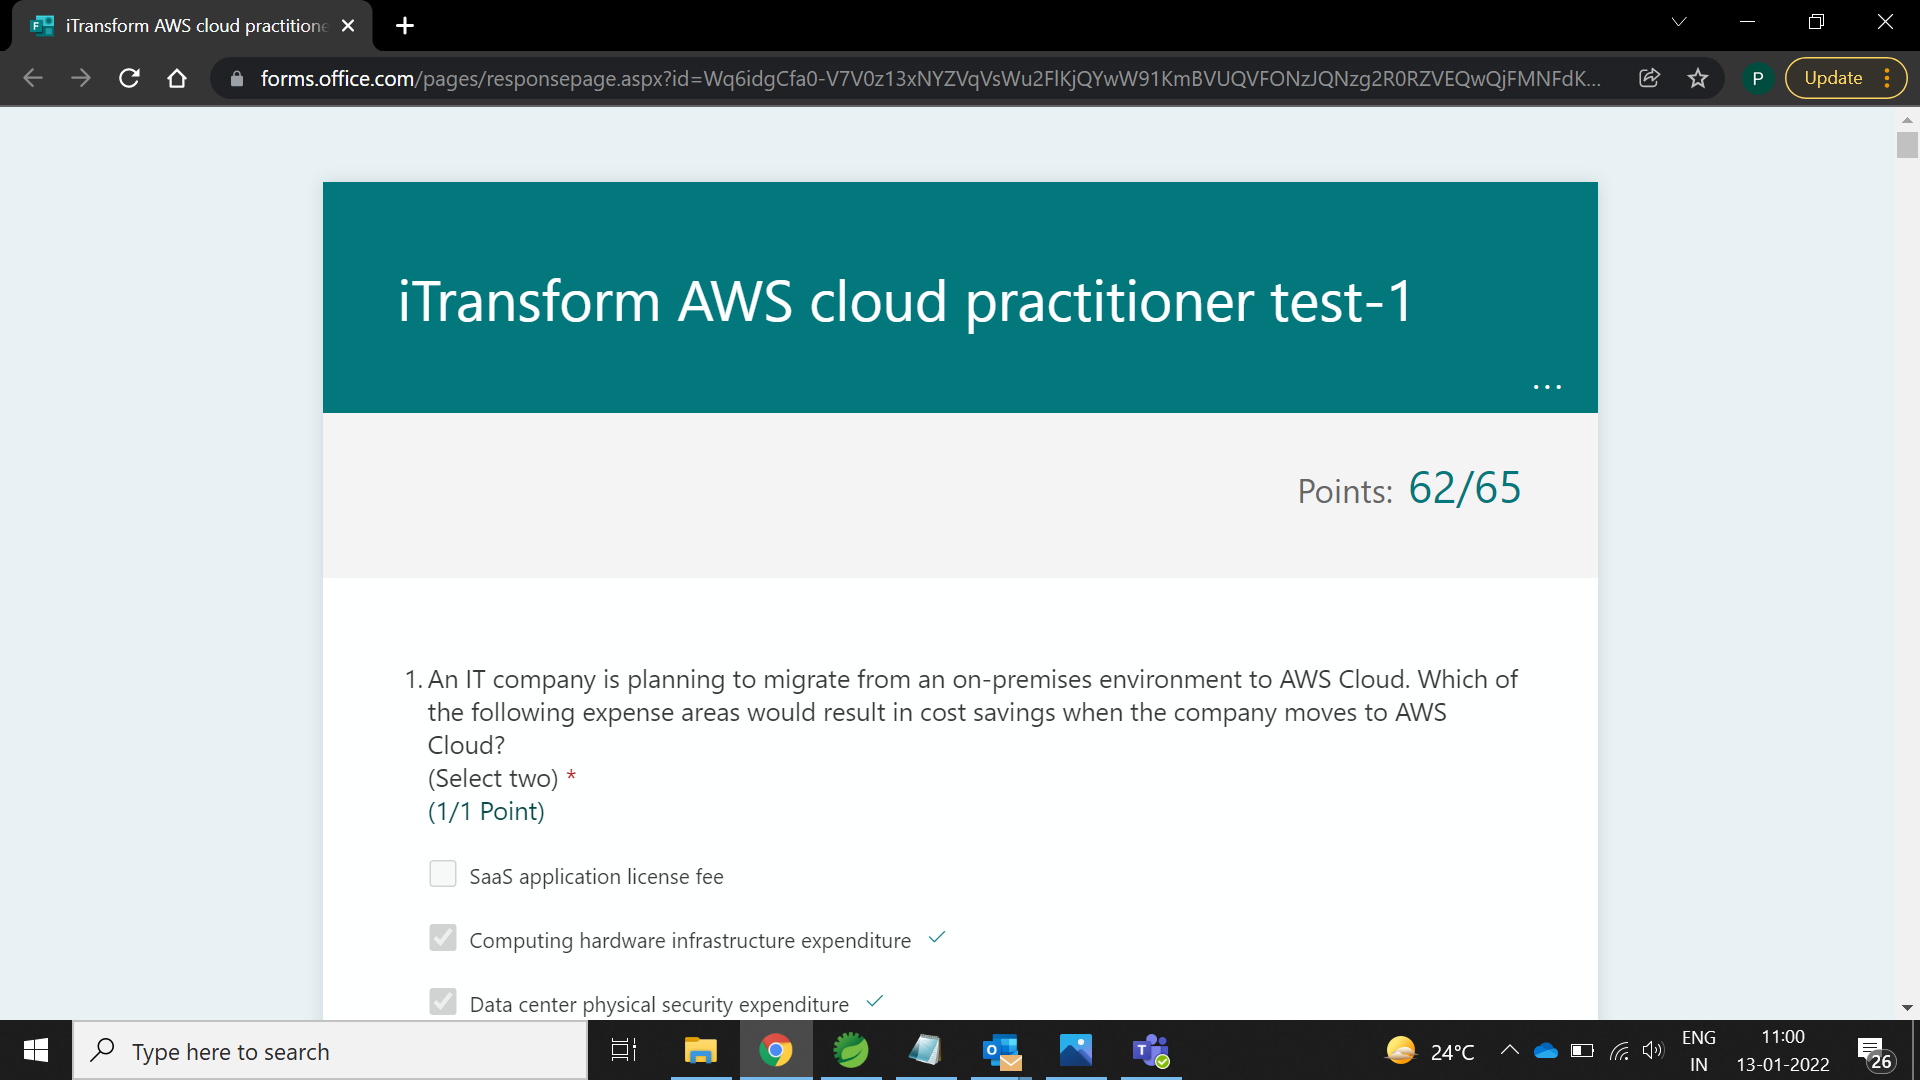 iTransform AWS cloud practitione
forms.office.com/pages/responsepage.aspx?id=Wq6idgCfa0-V7V0z13xNYZVqVsWu2FlKjQYwW91KmBVUQVFONzJQNzg2R0RZVEQwQjFMNFdK...
P
Update
iTransform AWS cloud practitioner test-1
...
Points: 62/65
1. An IT company is planning to migrate from an on-premises environment to AWS Cloud. Which of
the following expense areas would result in cost savings when the company moves to AWS
Cloud?
(Select two) *
(1/1 Point)
SaaS application license fee
Computing hardware infrastructure expenditure
Data center physical security expenditure
Type here to search
24°C
ENG
IN
11:00
13-01-2022
26